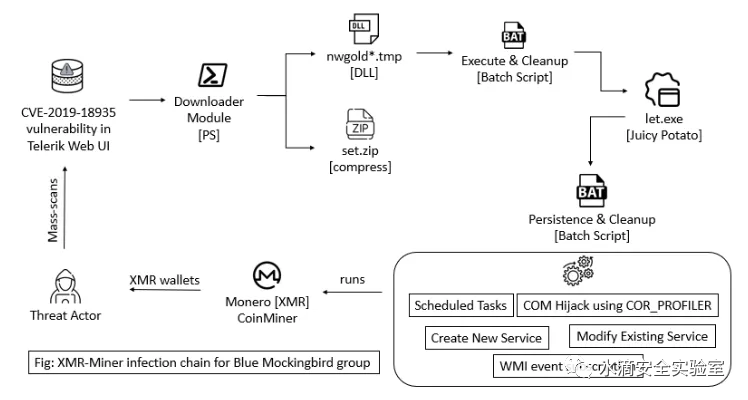 CVE-2019-18935
vulnerability in
Telerik Web UI
Downloader
Module
[PS]
DLL
nwgold*.tmp
[DLL]
ZIP
set.zip
[compress]
BAT
Execute & Cleanup
[Batch Script]
let.exe
[Juicy Potato]
BAT
Persistence & Cleanup
[Batch Script]
Scheduled Tasks
COM Hijack using COR_PROFILER
Create New Service
Modify Existing Service
WMI event
runs
Monero [XMR]
CoinMiner
XMR wallets
Threat Actor
Mass-scans
Fig: XMR-Miner infection chain for Blue Mockingbird group
水滴安全实验室